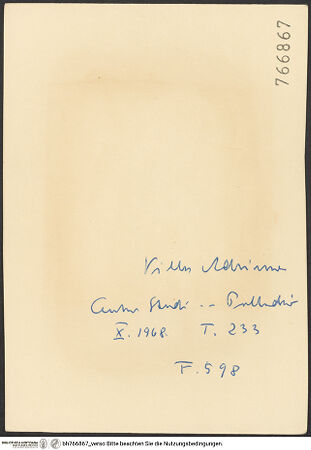 766867
Villa Adriana
Centro Studi -- Palladio
X. 1968. T. 233
F. 598
bh766867_verso Bitte beachten Sie die Nutzungsbedingungen.